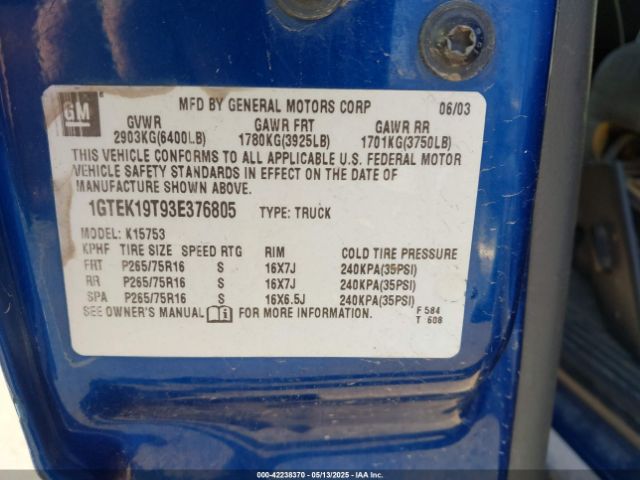 GM
MFD BY GENERAL MOTORS CORP 06/03
GVWR GAWR FRT GAWR RR
2903KG(6400LB) 1780KG(3925LB) 1701KG(3750LB)
THIS VEHICLE CONFORMS TO ALL APPLICABLE U.S. FEDERAL MOTOR
VEHICLE SAFETY STANDARDS IN EFFECT ON THE DATE OF
MANUFACTURE SHOWN ABOVE.
1GTEK19T93E376805 TYPE: TRUCK
MODEL: K15753
KPHF TIRE SIZE SPEED RTG RIM COLD TIRE PRESSURE
FRT P265/75R16 S 16X7J 240KPA(35PSI)
RR P265/75R16 S 16X7J 240KPA(35PSI)
SPA P265/75R16 S 16X6.5J 240KPA(35PSI)
SEE OWNER'S MANUAL FOR MORE INFORMATION.
F 584
T 608
000-42238370 - 05/13/2025 - COPYRIGHT IAA, LLC.